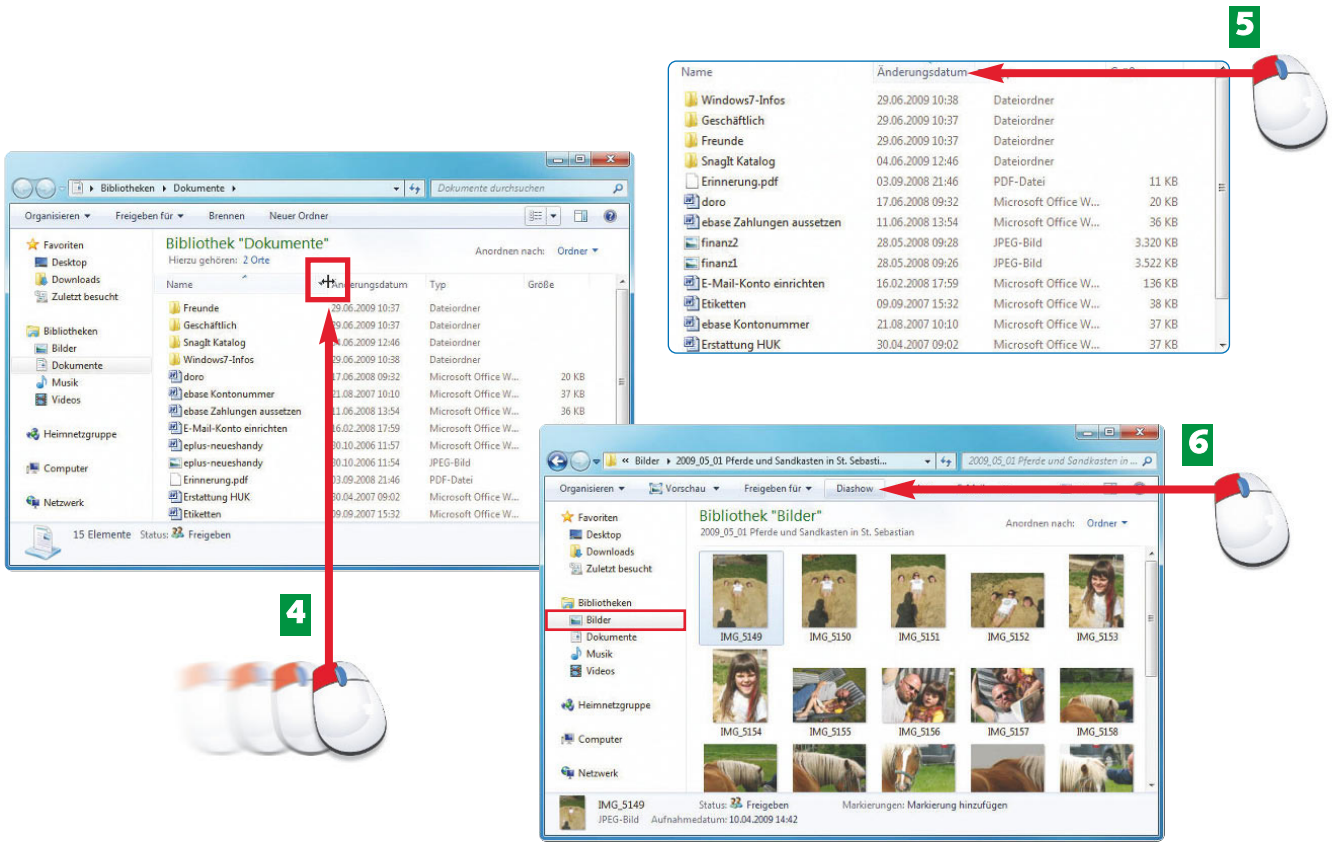 5
Name Änderungsdatum
Windows7-Infos 29.06.2009 10:38 Dateiordner
Geschäftlich 29.06.2009 10:37 Dateiordner
Freunde 29.06.2009 10:37 Dateiordner
SnagIt Katalog 04.06.2009 12:46 Dateiordner
Erinnerung.pdf 03.09.2008 21:46 PDF-Datei 11 KB
doro 17.06.2008 09:32 Microsoft Office W... 20 KB
ebase Zahlungen aussetzen 11.06.2008 13:54 Microsoft Office W... 36 KB
finanz2 28.05.2008 09:28 JPEG-Bild 3.320 KB
finanz1 28.05.2008 09:26 JPEG-Bild 3.522 KB
E-Mail-Konto einrichten 16.02.2008 17:59 Microsoft Office W... 136 KB
Etiketten 09.09.2007 15:32 Microsoft Office W... 38 KB
ebase Kontonummer 21.08.2007 10:10 Microsoft Office W... 37 KB
Erstattung HUK 30.04.2007 09:02 Microsoft Office W... 37 KB
Bibliotheken Dokumente Dokumente durchsuchen
Organisieren Freigeben für Brennen Neuer Ordner
Favoriten
Desktop
Downloads
Zuletzt besucht
Bibliotheken
Bilder
Dokumente
Musik
Videos
Heimnetzgruppe
Computer
Netzwerk
Bibliothek "Dokumente"
Hierzu gehören: 2 Orte
Anordnen nach: Ordner
Name Änderungsdatum Typ Größe
Freunde 29.06.2009 10:37 Dateiordner
Geschäftlich 29.06.2009 10:37 Dateiordner
SnagIt Katalog .06.2009 12:46 Dateiordner
Windows7-Infos 29.06.2009 10:38 Dateiordner
doro 17.06.2008 09:32 Microsoft Office W... 20 KB
ebase Kontonummer 21.08.2007 10:10 Microsoft Office W... 37 KB
ebase Zahlungen aussetzen 11.06.2008 13:54 Microsoft Office W... 36 KB
E-Mail-Konto einrichten 16.02.2008 17:59 Microsoft Office W...
eplus-neueshandy 30.10.2006 11:57 Microsoft Office W...
eplus-neueshandy 30.10.2006 11:54 JPEG-Bild
Erinnerung.pdf 03.09.2008 21:46 PDF-Datei
Erstattung HUK 30.04.2007 09:02 Microsoft Office W...
Etiketten 09.09.2007 15:32 Microsoft Office W...
15 Elemente Status: Freigeben
4
6
« Bilder 2009_05_01 Pferde und Sandkasten in St. Sebasti... 2009_05_01 Pferde und Sandkasten in ...
Organisieren Vorschau Freigeben für Diashow
Favoriten
Desktop
Downloads
Zuletzt besucht
Bibliotheken
Bilder
Dokumente
Musik
Videos
Heimnetzgruppe
Computer
Netzwerk
Bibliothek "Bilder"
2009_05_01 Pferde und Sandkasten in St. Sebastian
Anordnen nach: Ordner
IMG_5149 IMG_5150 IMG_5151 IMG_5152 IMG_5153
IMG_5154 IMG_5155 IMG_5156 IMG_5157 IMG_5158
IMG_5149 Status: Freigeben Markierungen: Markierung hinzufügen
JPEG-Bild Aufnahmedatum: 10.04.2009 14:42